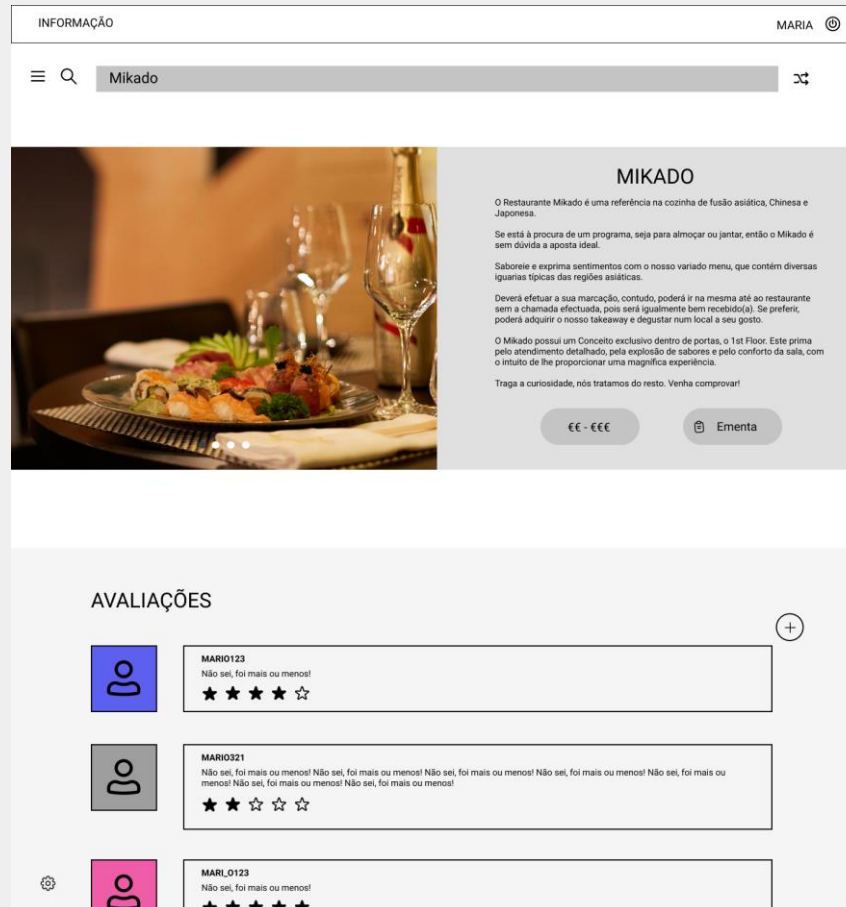 INFORMAÇÃO
MARIA
Mikado
MIKADO
O Restaurante Mikado é uma referência na cozinha de fusão asiática, Chinesa e
Japonesa.
Se está à procura de um programa, seja para almoçar ou jantar, então o Mikado é
sem dúvida a aposta ideal.
Saboreie e exprima sentimentos com o nosso variado menu, que contém diversas
iguarias típicas das regiões asiáticas.
Deverá efetuar a sua marcação, contudo, poderá ir na mesma até ao restaurante
sem a chamada efectuada, pois será igualmente bem recebido(a). Se preferir,
poderá adquirir o nosso takeaway e degustar num local a seu gosto.
O Mikado possui um Conceito exclusivo dentro de portas, o 1st Floor. Este prima
pelo atendimento detalhado, pela explosão de sabores e pelo conforto da sala, com
o intuito de lhe proporcionar uma magnífica experiência.
Traga a curiosidade, nós tratamos do resto. Venha comprovar!
€€ - €€€
Ementa
AVALIAÇÕES
MARIO123
Não sei, foi mais ou menos!
MARIO321
Não sei, foi mais ou menos! Não sei, foi mais ou menos! Não sei, foi mais ou menos! Não sei, foi mais ou menos! Não sei, foi mais ou
menos! Não sei, foi mais ou menos! Não sei, foi mais ou menos!
MARI_0123
Não sei, foi mais ou menos!